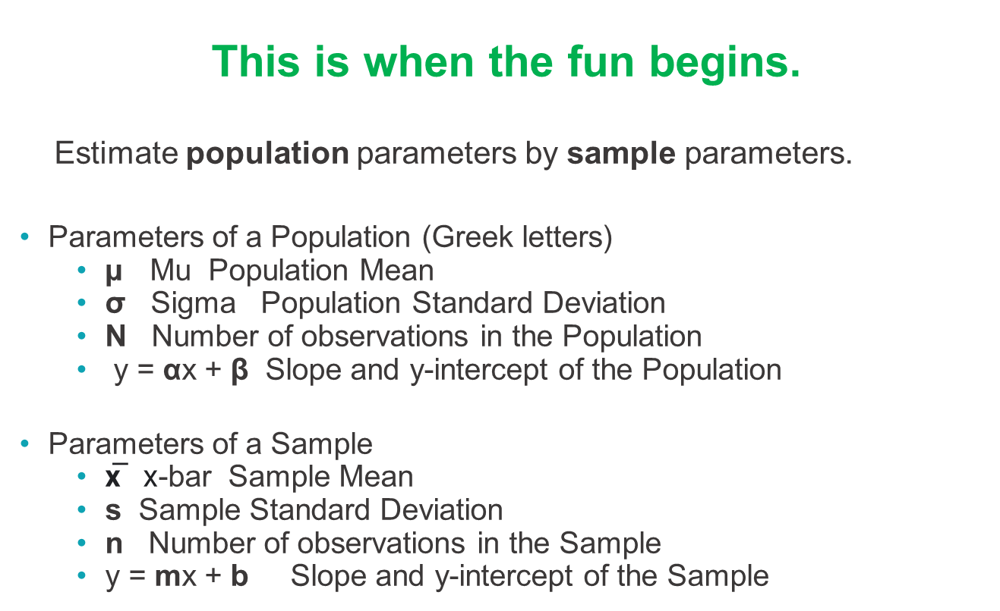 This is when the fun begins.
Estimate population parameters by sample parameters.
• Parameters of a Population (Greek letters)
• μ Mu Population Mean
• σ Sigma Population Standard Deviation
• N Number of observations in the Population
• y = αx + β Slope and y-intercept of the Population
• Parameters of a Sample
• x̅ x-bar Sample Mean
• s Sample Standard Deviation
• n Number of observations in the Sample
• y = mx + b Slope and y-intercept of the Sample